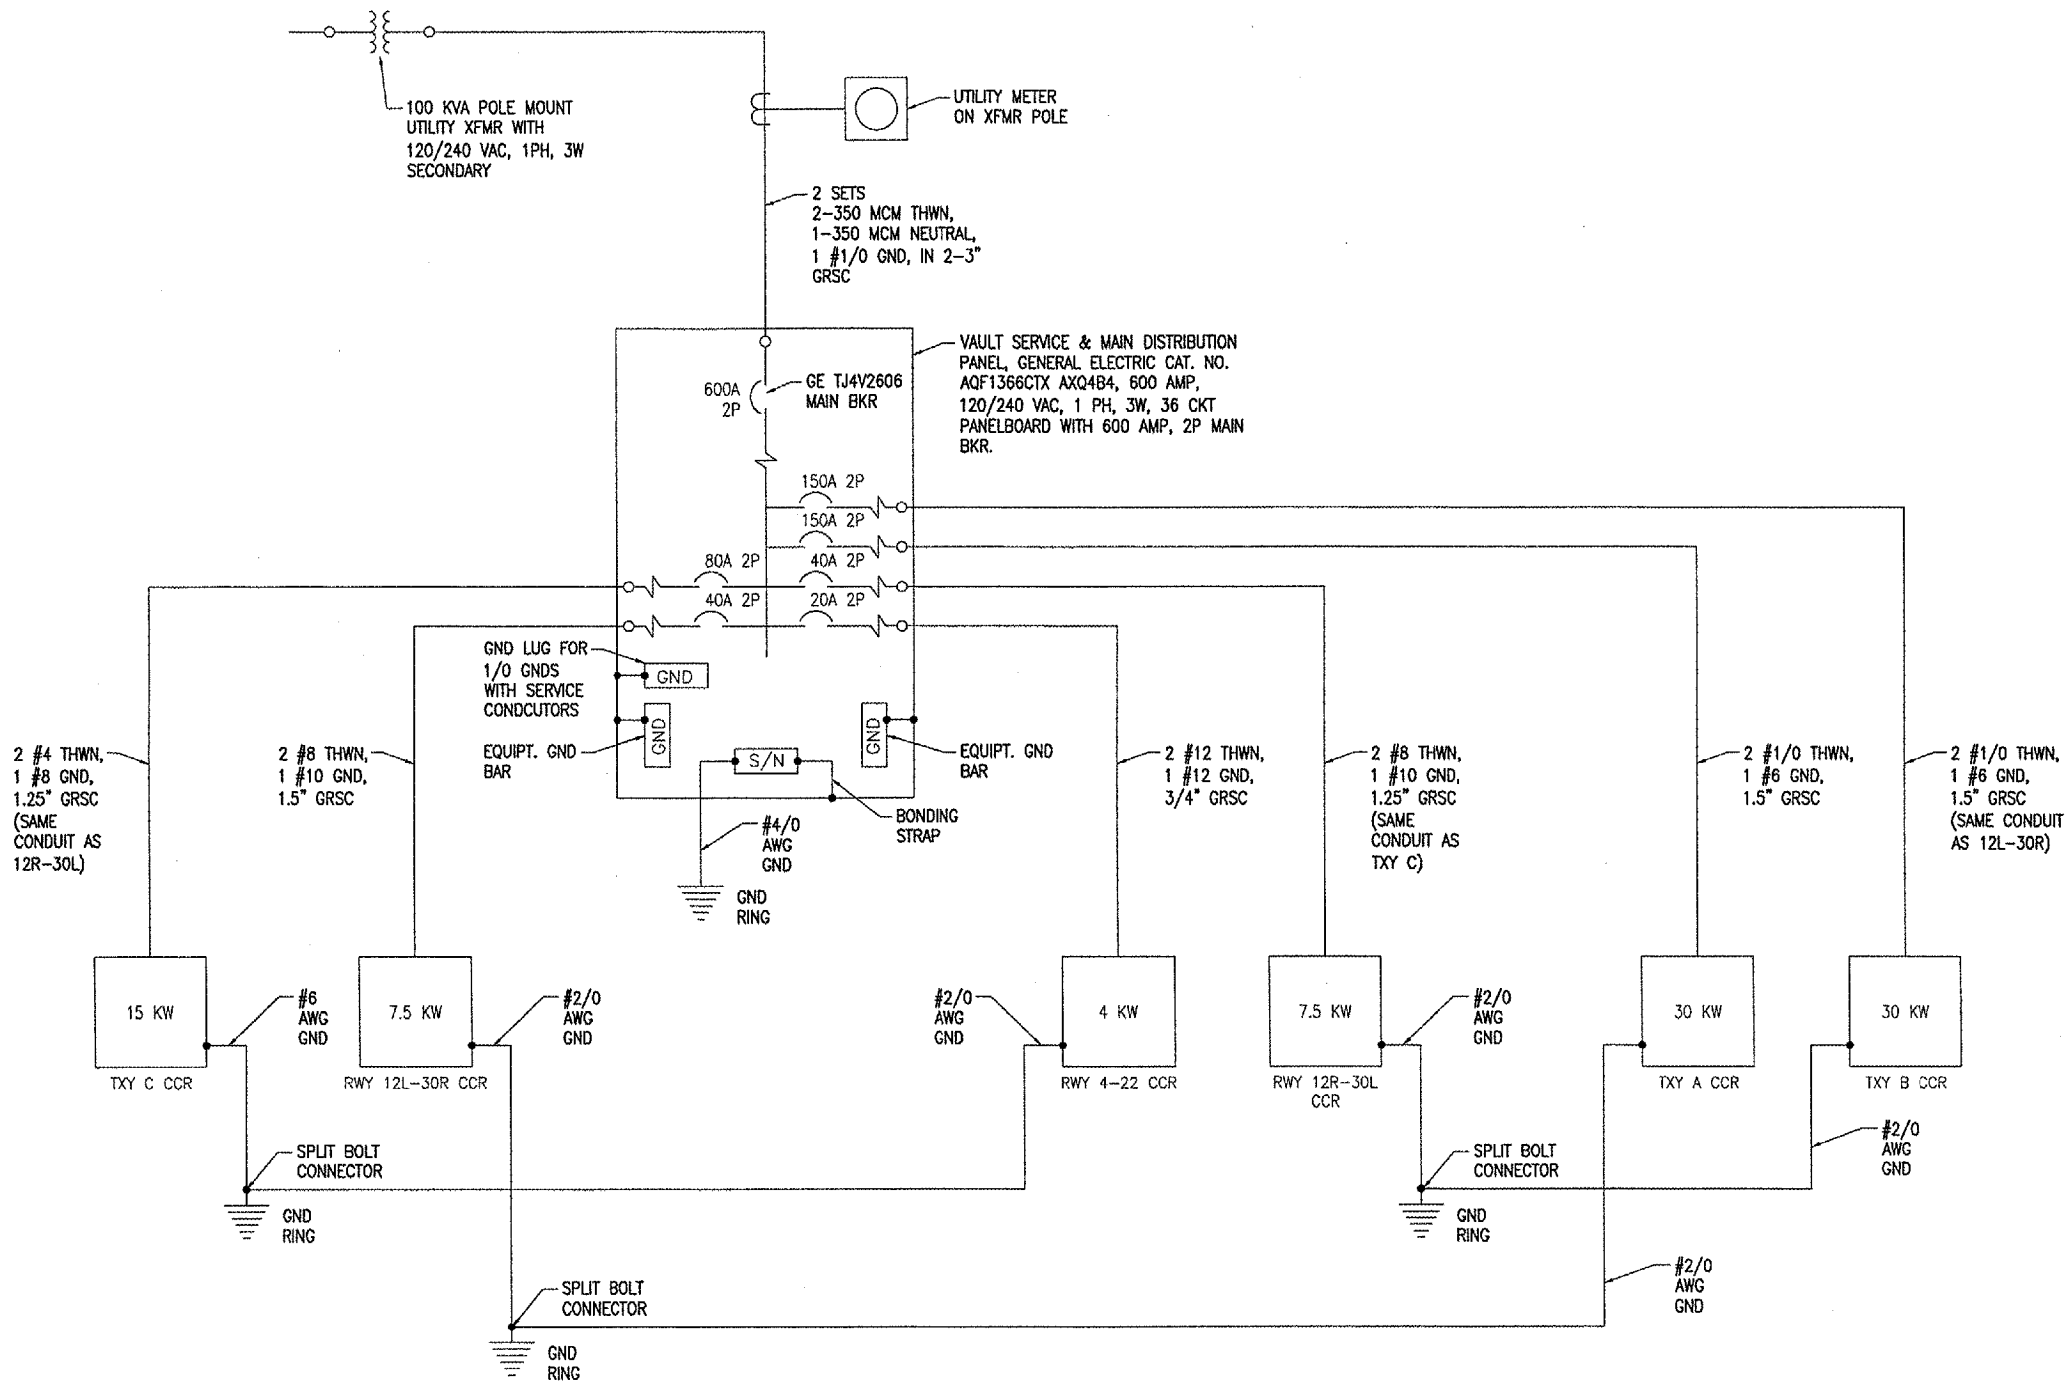 100 KVA POLE MOUNT
UTILITY XFMR WITH
120/240 VAC, 1PH, 3W
SECONDARY
UTILITY METER
ON XFMR POLE
2 SETS
2-350 MCM THWN,
1-350 MCM NEUTRAL,
1 #1/0 GND, IN 2-3"
GRSC
VAULT SERVICE & MAIN DISTRIBUTION
PANEL, GENERAL ELECTRIC CAT. NO.
AQF1366CTX AXQ4B4, 600 AMP,
120/240 VAC, 1 PH, 3W, 36 CKT
PANELBOARD WITH 600 AMP, 2P MAIN
BKR.
600A
2P
GE TJ4V2606
MAIN BKR
150A 2P
150A 2P
80A 2P
40A 2P
40A 2P
20A 2P
GND LUG FOR
1/0 GNDS
WITH SERVICE
CONDCUTORS
GND
GND
EQUIPT. GND
BAR
S/N
GND
EQUIPT. GND
BAR
BONDING
STRAP
#4/0
AWG
GND
GND
RING
2 #4 THWN,
1 #8 GND,
1.25" GRSC
(SAME
CONDUIT AS
12R-30L)
2 #8 THWN,
1 #10 GND,
1.5" GRSC
2 #12 THWN,
1 #12 GND,
3/4" GRSC
2 #8 THWN,
1 #10 GND,
1.25" GRSC
(SAME
CONDUIT AS
TXY C)
2 #1/0 THWN,
1 #6 GND,
1.5" GRSC
2 #1/0 THWN,
1 #6 GND,
1.5" GRSC
(SAME CONDUIT
AS 12L-30R)
15 KW
TXY C CCR
#6
AWG
GND
7.5 KW
RWY 12L-30R CCR
#2/0
AWG
GND
#2/0
AWG
GND
4 KW
RWY 4-22 CCR
7.5 KW
RWY 12R-30L
CCR
#2/0
AWG
GND
30 KW
TXY A CCR
30 KW
TXY B CCR
SPLIT BOLT
CONNECTOR
GND
RING
SPLIT BOLT
CONNECTOR
GND
RING
#2/0
AWG
GND
#2/0
AWG
GND
SPLIT BOLT
CONNECTOR
GND
RING